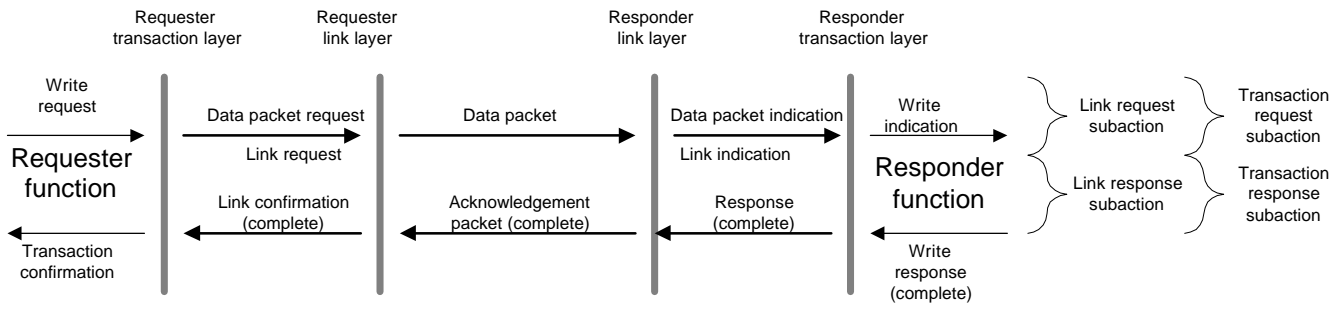 Requester
transaction layer
Requester
link layer
Responder
link layer
Responder
transaction layer
Write
request
Data packet request
Link request
Data packet
Data packet indication
Link indication
Write
indication
Link request
subaction
Transaction
request
subaction
Requester
function
Responder
function
Link confirmation
(complete)
Acknowledgement
packet (complete)
Response
(complete)
Link response
subaction
Transaction
response
subaction
Transaction
confirmation
Write
response
(complete)